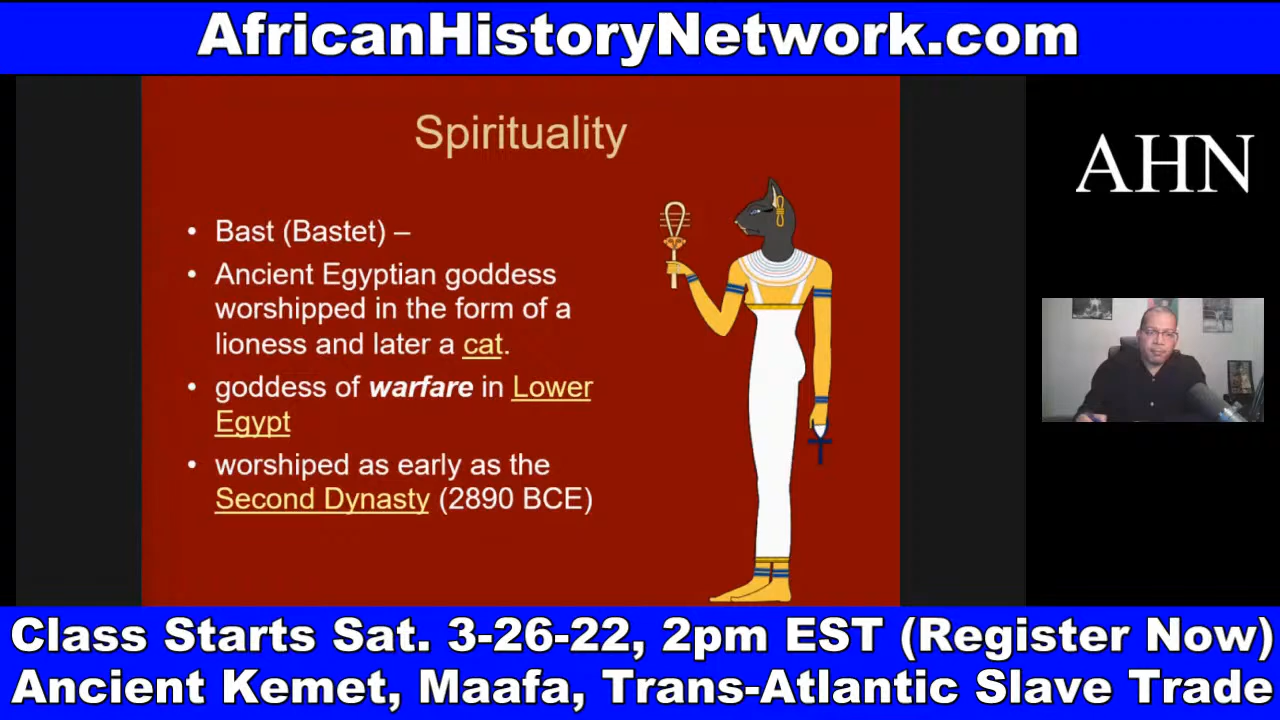 AfricanHistoryNetwork.com
Spirituality
• Bast (Bastet) –
• Ancient Egyptian goddess
worshipped in the form of a
lioness and later a cat.
• goddess of warfare in Lower
Egypt
• worshiped as early as the
Second Dynasty (2890 BCE)
AHN
Class Starts Sat. 3-26-22, 2pm EST (Register Now)
Ancient Kemet, Maafa, Trans-Atlantic Slave Trade